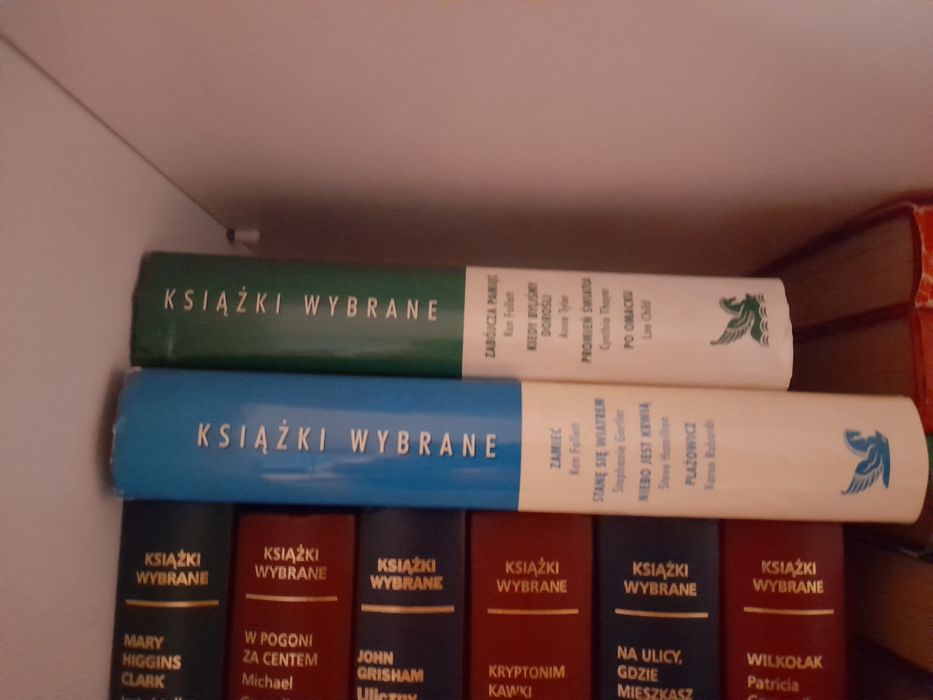 KSIĄŻKI WYBRANE
ZABÓJCZA PAMIĘĆ
Ken Follett
KIEDY BYLIŚMY
DOROŚLI
Anne Tyler
PROMIEŃ ŚWIATŁA
Cynthia Thayer
PO OMACKU
Lee Child
KSIĄŻKI WYBRANE
ZAMIEĆ
Ken Follett
STANĘ SIĘ WIATREM
Stephanie Gertler
NIEBO JEST KRWIĄ
Steve Hamilton
PLAŻOWICZ
Karen Robards
KSIĄŻKI
WYBRANE
MARY
HIGGINS
CLARK
KSIĄŻKI
WYBRANE
W POGONI
ZA CENTEM
Michael
KSIĄŻKI
WYBRANE
JOHN
GRISHAM
KSIĄŻKI
WYBRANE
KRYPTONIM
KAWKI
KSIĄŻKI
WYBRANE
NA ULICY,
GDZIE
MIESZKASZ
KSIĄŻKI
WYBRANE
WILKOŁAK
Patricia